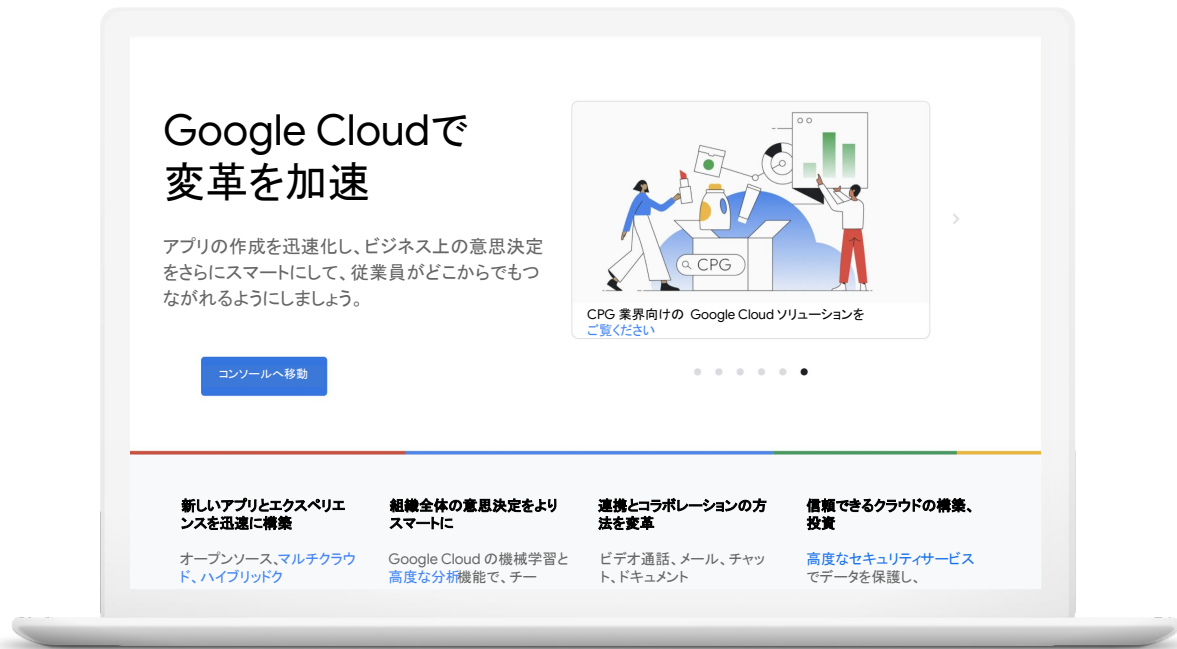 Google Cloudで
変革を加速
アプリの作成を迅速化し、ビジネス上の意思決定
をさらにスマートにして、従業員がどこからでもつ
ながれるようにしましょう。
コンソールへ移動
CPG
CPG 業界向けの Google Cloud ソリューションを
ご覧ください
新しいアプリとエクスペリエ
ンスを迅速に構築
オープンソース、マルチクラウ
ド、ハイブリッドク
組織全体の意思決定をより
スマートに
Google Cloud の機械学習と
高度な分析機能で、チー
連携とコラボレーションの方
法を変革
ビデオ通話、メール、チャッ
ト、ドキュメント
信頼できるクラウドの構築、
投資
高度なセキュリティサービス
でデータを保護し、